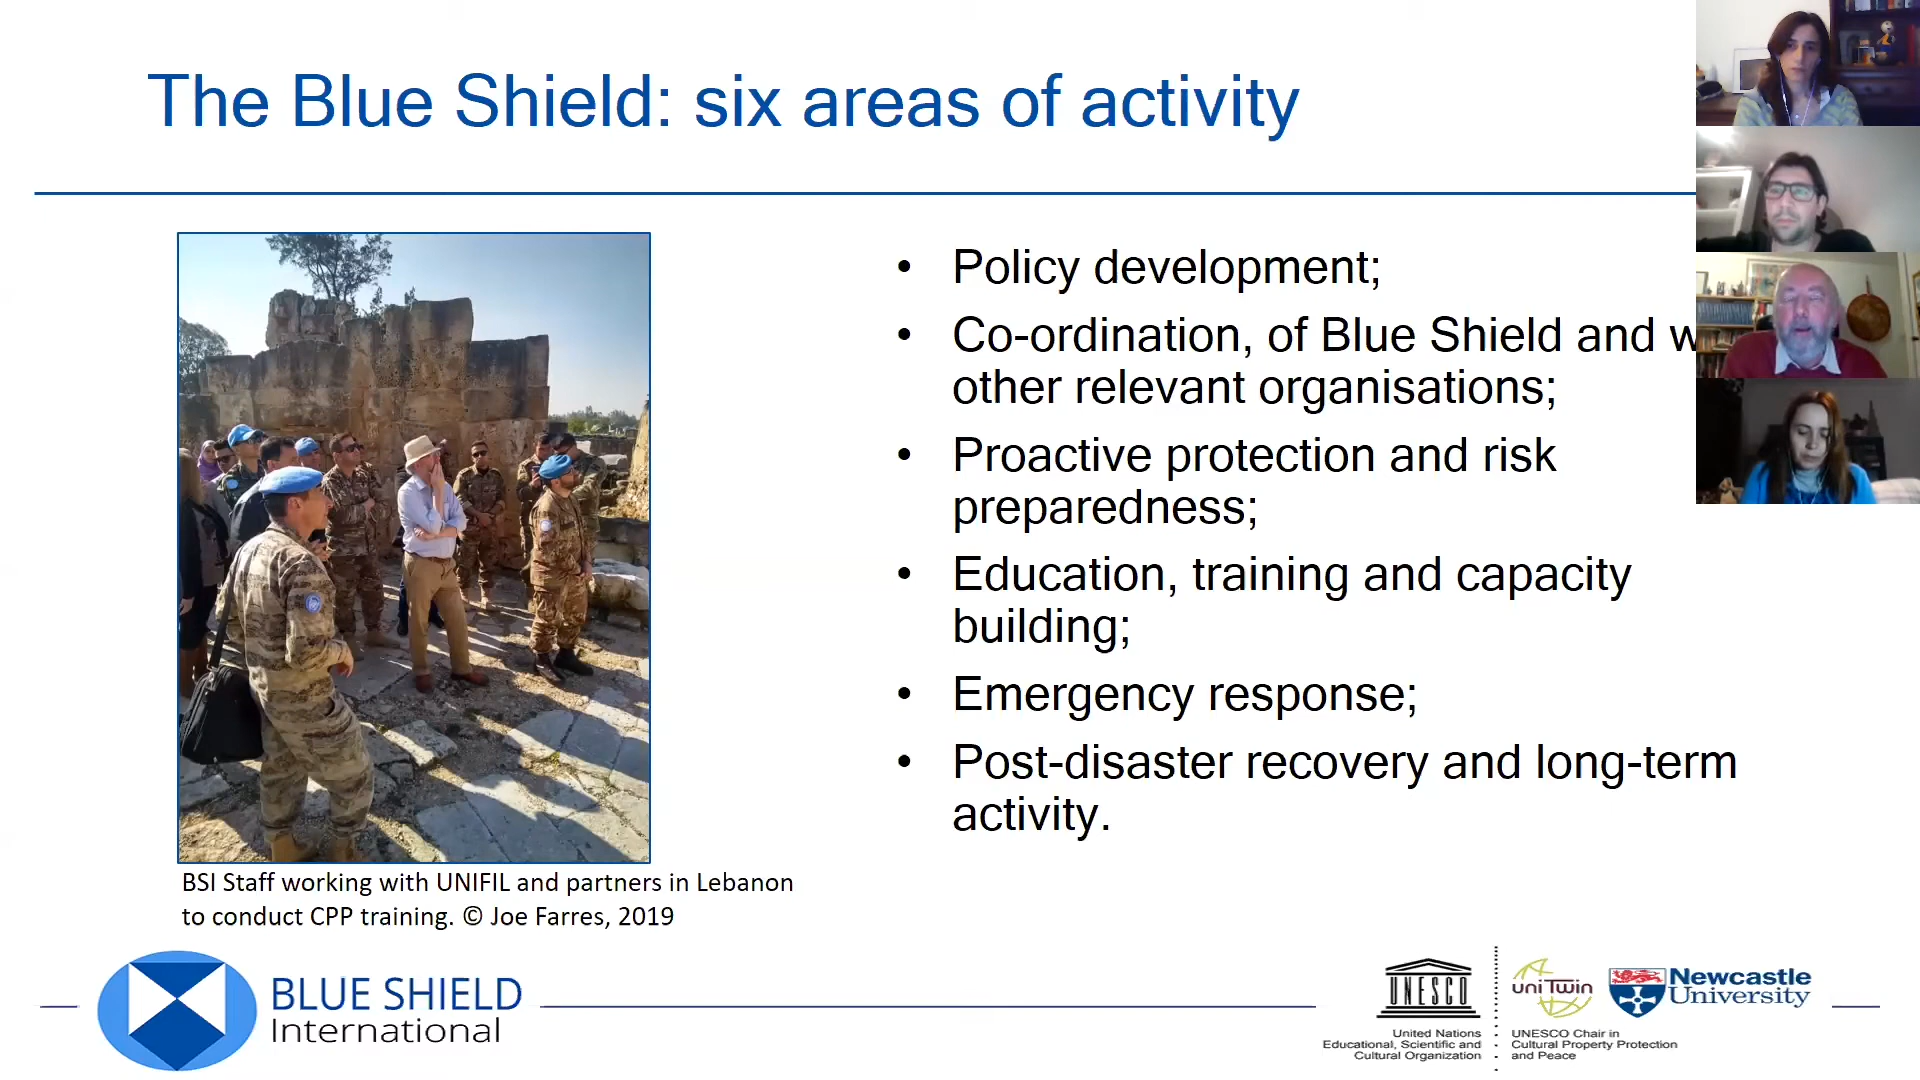 The Blue Shield: six areas of activity
• Policy development;
• Co-ordination, of Blue Shield and w
other relevant organisations;
• Proactive protection and risk
preparedness;
• Education, training and capacity
building;
• Emergency response;
• Post-disaster recovery and long-term
activity.
BSI Staff working with UNIFIL and partners in Lebanon
to conduct CPP training. © Joe Farres, 2019
BLUE SHIELD
International
UNESCO
United Nations
Educational, Scientific and
Cultural Organization
uniTwin
UNESCO Chair in
Cultural Property Protection
and Peace
Newcastle
University